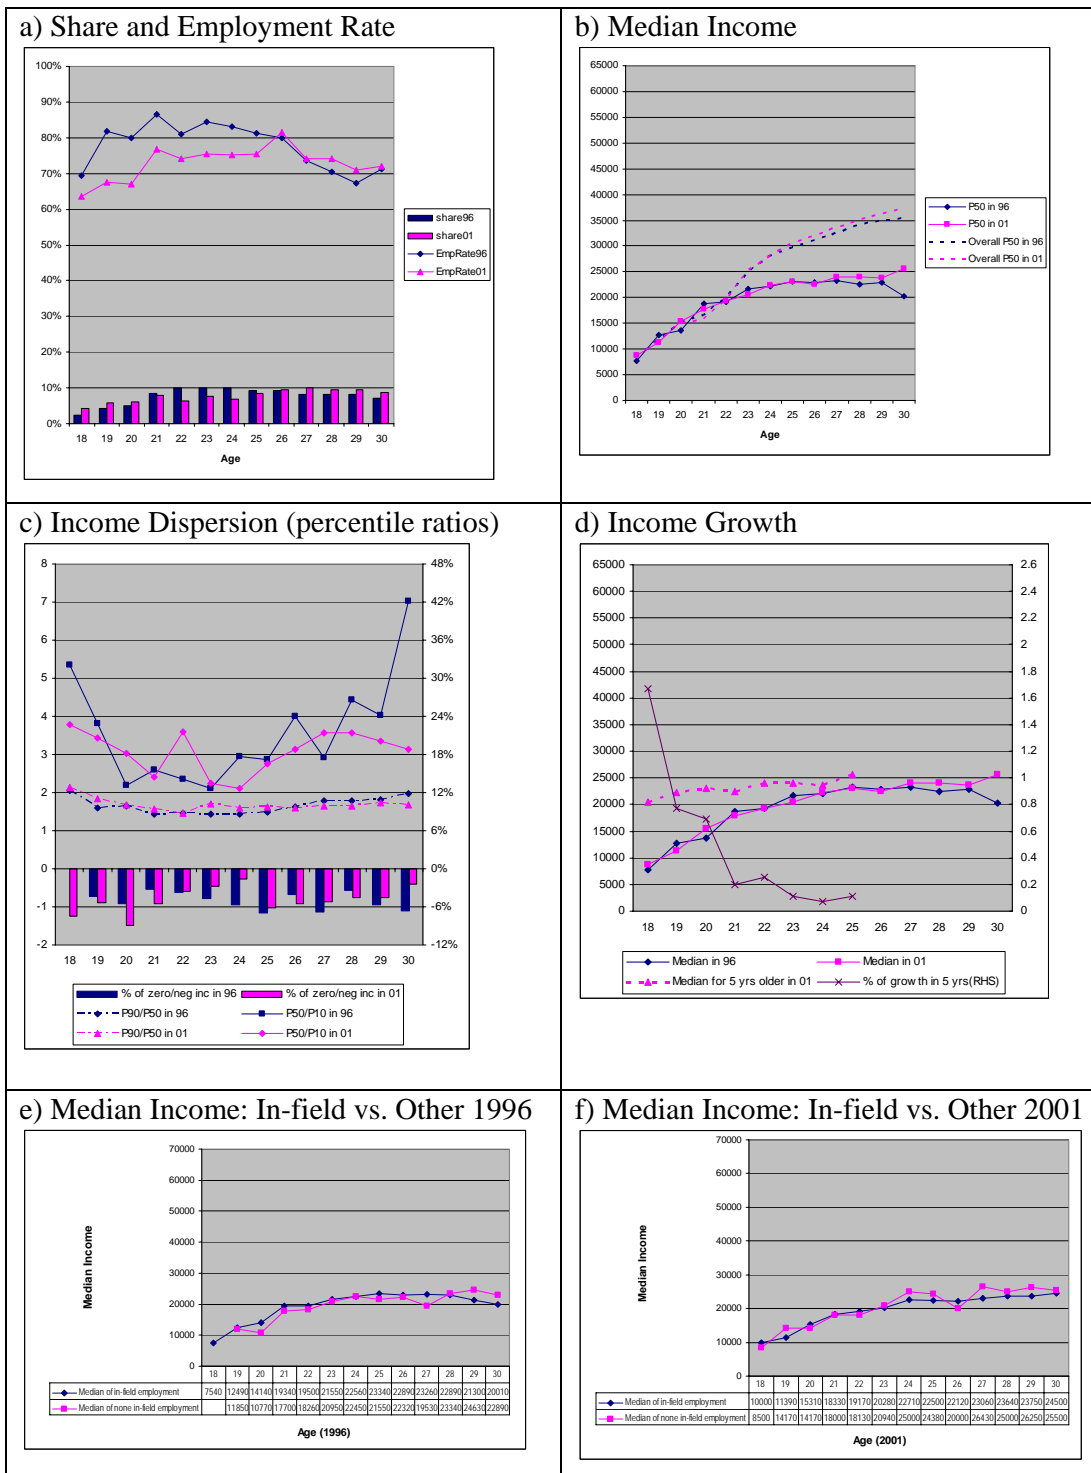 a) Share and Employment Rate
100%
90%
80%
70%
60%
50%
40%
30%
20%
10%
0%
18 19 20 21 22 23 24 25 26 27 28 29 30
Age
share96
share01
EmpRate96
EmpRate01
b) Median Income
65000
60000
55000
50000
45000
40000
35000
30000
25000
20000
15000
10000
5000
0
18 19 20 21 22 23 24 25 26 27 28 29 30
Age
P50 in 96
P50 in 01
Overall P50 in 96
Overall P50 in 01
c) Income Dispersion (percentile ratios)
8 48%
7 42%
6 36%
5 30%
4 24%
3 18%
2 12%
1 6%
0 0%
-1 -6%
-2 -12%
18 19 20 21 22 23 24 25 26 27 28 29 30
% of zero/neg inc in 96 % of zero/neg inc in 01
P90/P50 in 96 P50/P10 in 96
P90/P50 in 01 P50/P10 in 01
d) Income Growth
65000 2.6
60000 2.4
55000 2.2
50000 2
45000 1.8
40000 1.6
35000 1.4
30000 1.2
25000 1
20000 0.8
15000 0.6
10000 0.4
5000 0.2
0 0
18 19 20 21 22 23 24 25 26 27 28 29 30
Median in 96 Median in 01
Median for 5 yrs older in 01 % of growth in 5 yrs(RHS)
e) Median Income: In-field vs. Other 1996
70000
60000
50000
40000
30000
20000
10000
0
Median Income
18 19 20 21 22 23 24 25 26 27 28 29 30
Median of in-field employment 7540 12490 14140 19340 19500 21550 22560 23340 22890 23260 22890 21300 20010
Median of none in-field employment 11850 10770 17700 18260 20950 22450 21550 22320 19530 23340 24630 22890
Age (1996)
f) Median Income: In-field vs. Other 2001
70000
60000
50000
40000
30000
20000
10000
0
Median Income
18 19 20 21 22 23 24 25 26 27 28 29 30
Median of in-field employment 10000 11390 15310 18330 19170 20280 22710 22500 22120 23060 23640 23750 24500
Median of none in-field employment 8500 14170 14170 18000 18130 20940 25000 24380 20000 26430 25000 26250 25500
Age (2001)